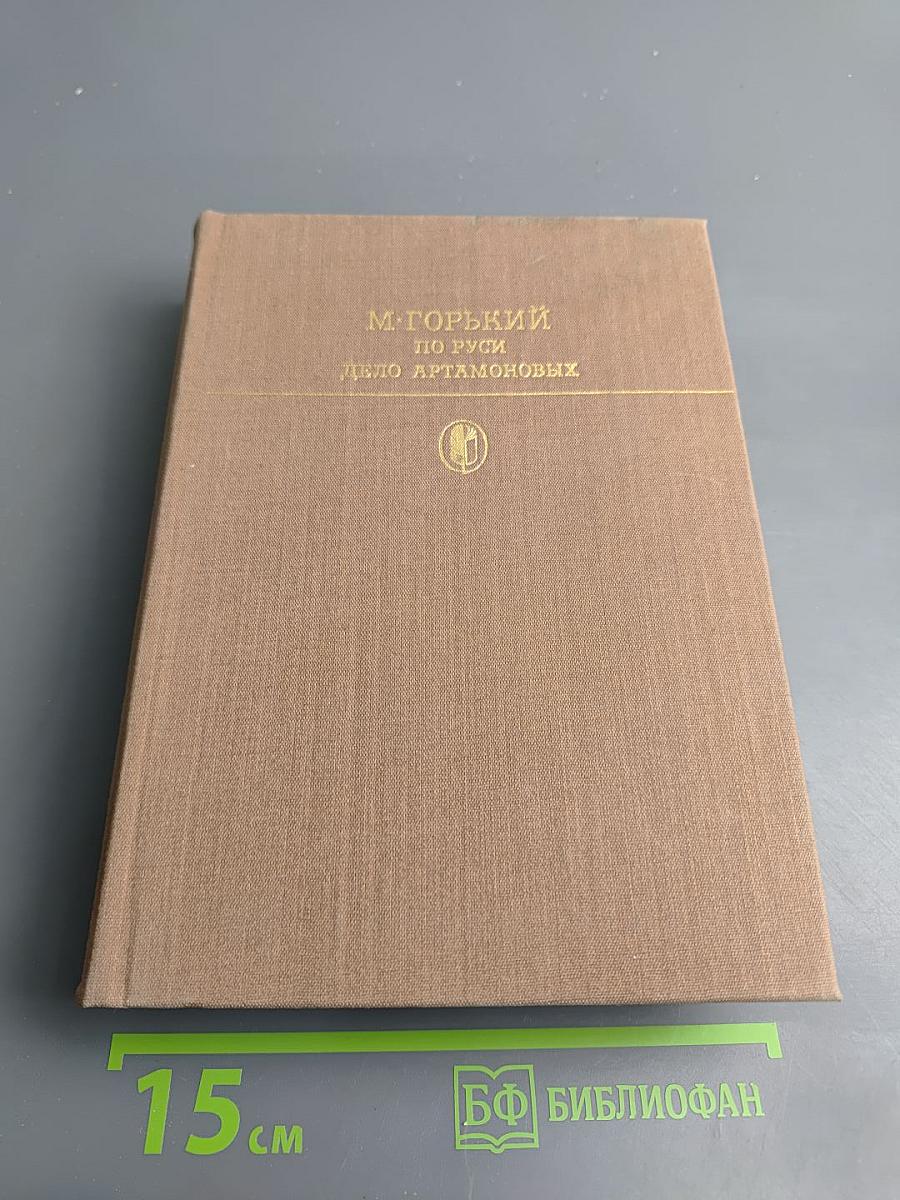 М·ГОРЬКИЙ
ПО РУСИ
ДЕЛО АРТАМОНОВЫХ
15 см
БФ БИБЛИОФАН